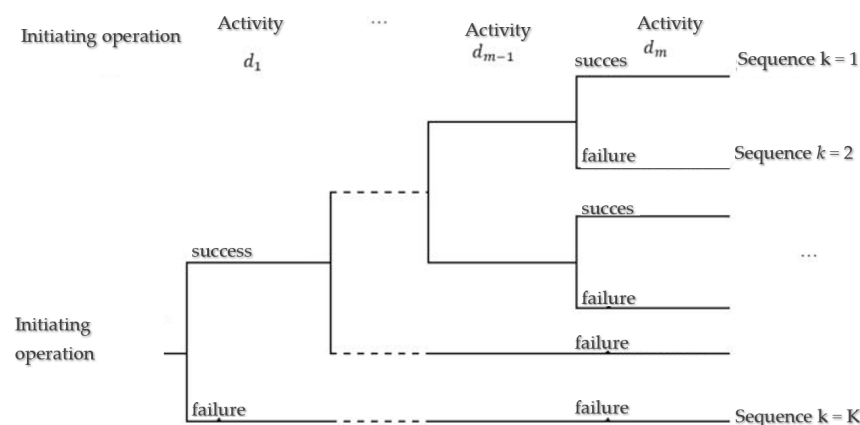 Initiating operation
Activity
d₁
...
Activity
dₘ₋₁
Activity
dₘ
succes
Sequence k = 1
failure
Sequence k = 2
succes
success
...
failure
Initiating
operation
failure
failure
failure
Sequence k = K